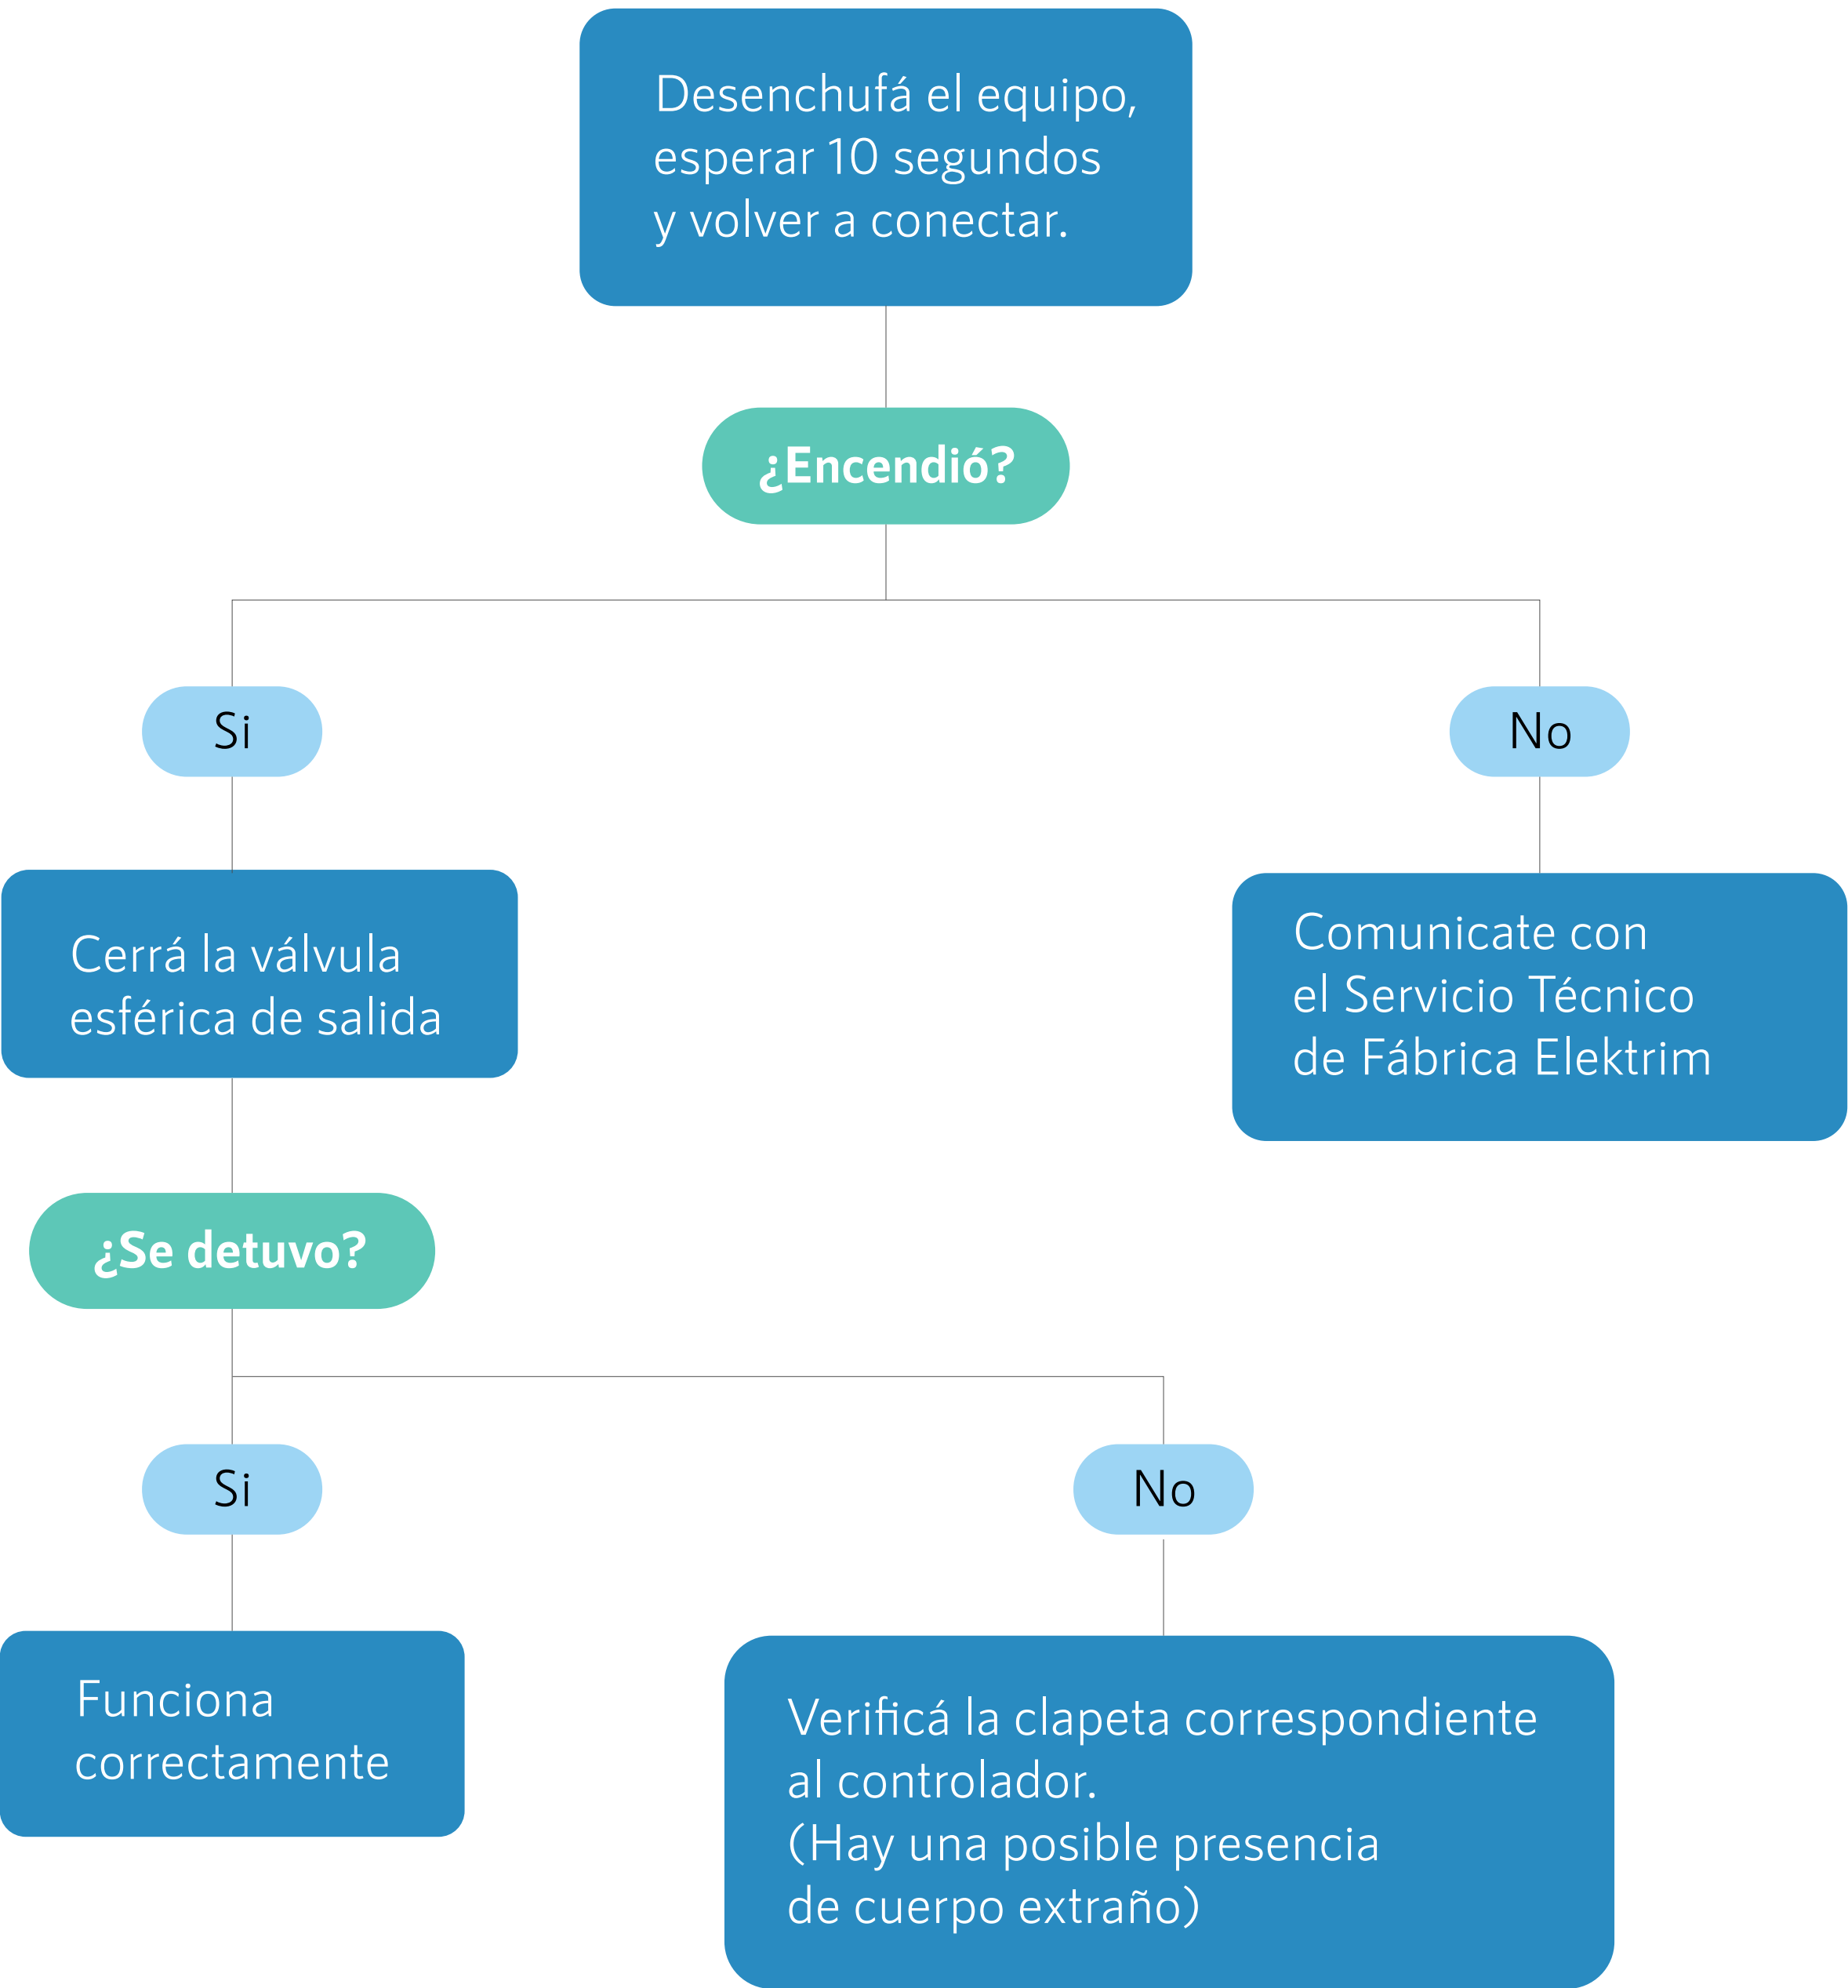 Desenchufá el equipo,
esperar 10 segundos
y volver a conectar.
¿Encendió?
Si
No
Cerrá la válvula
esférica de salida
Comunicate con
el Servicio Técnico
de Fábrica Elektrim
¿Se detuvo?
Si
No
Funciona
correctamente
Verificá la clapeta correspondiente
al controlador.
(Hay una posible presencia
de cuerpo extraño)